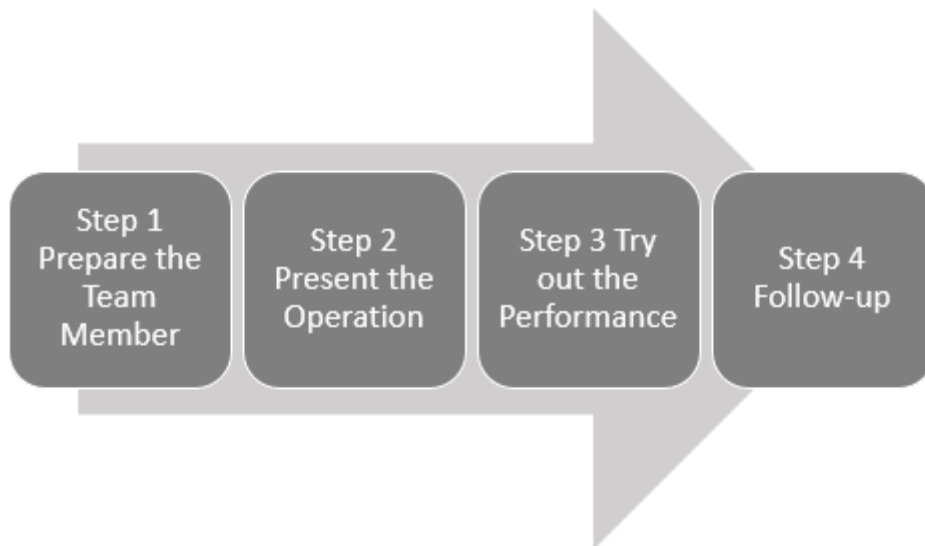 Step 1
Prepare the
Team
Member
Step 2
Present the
Operation
Step 3 Try
out the
Performance
Step 4
Follow-up